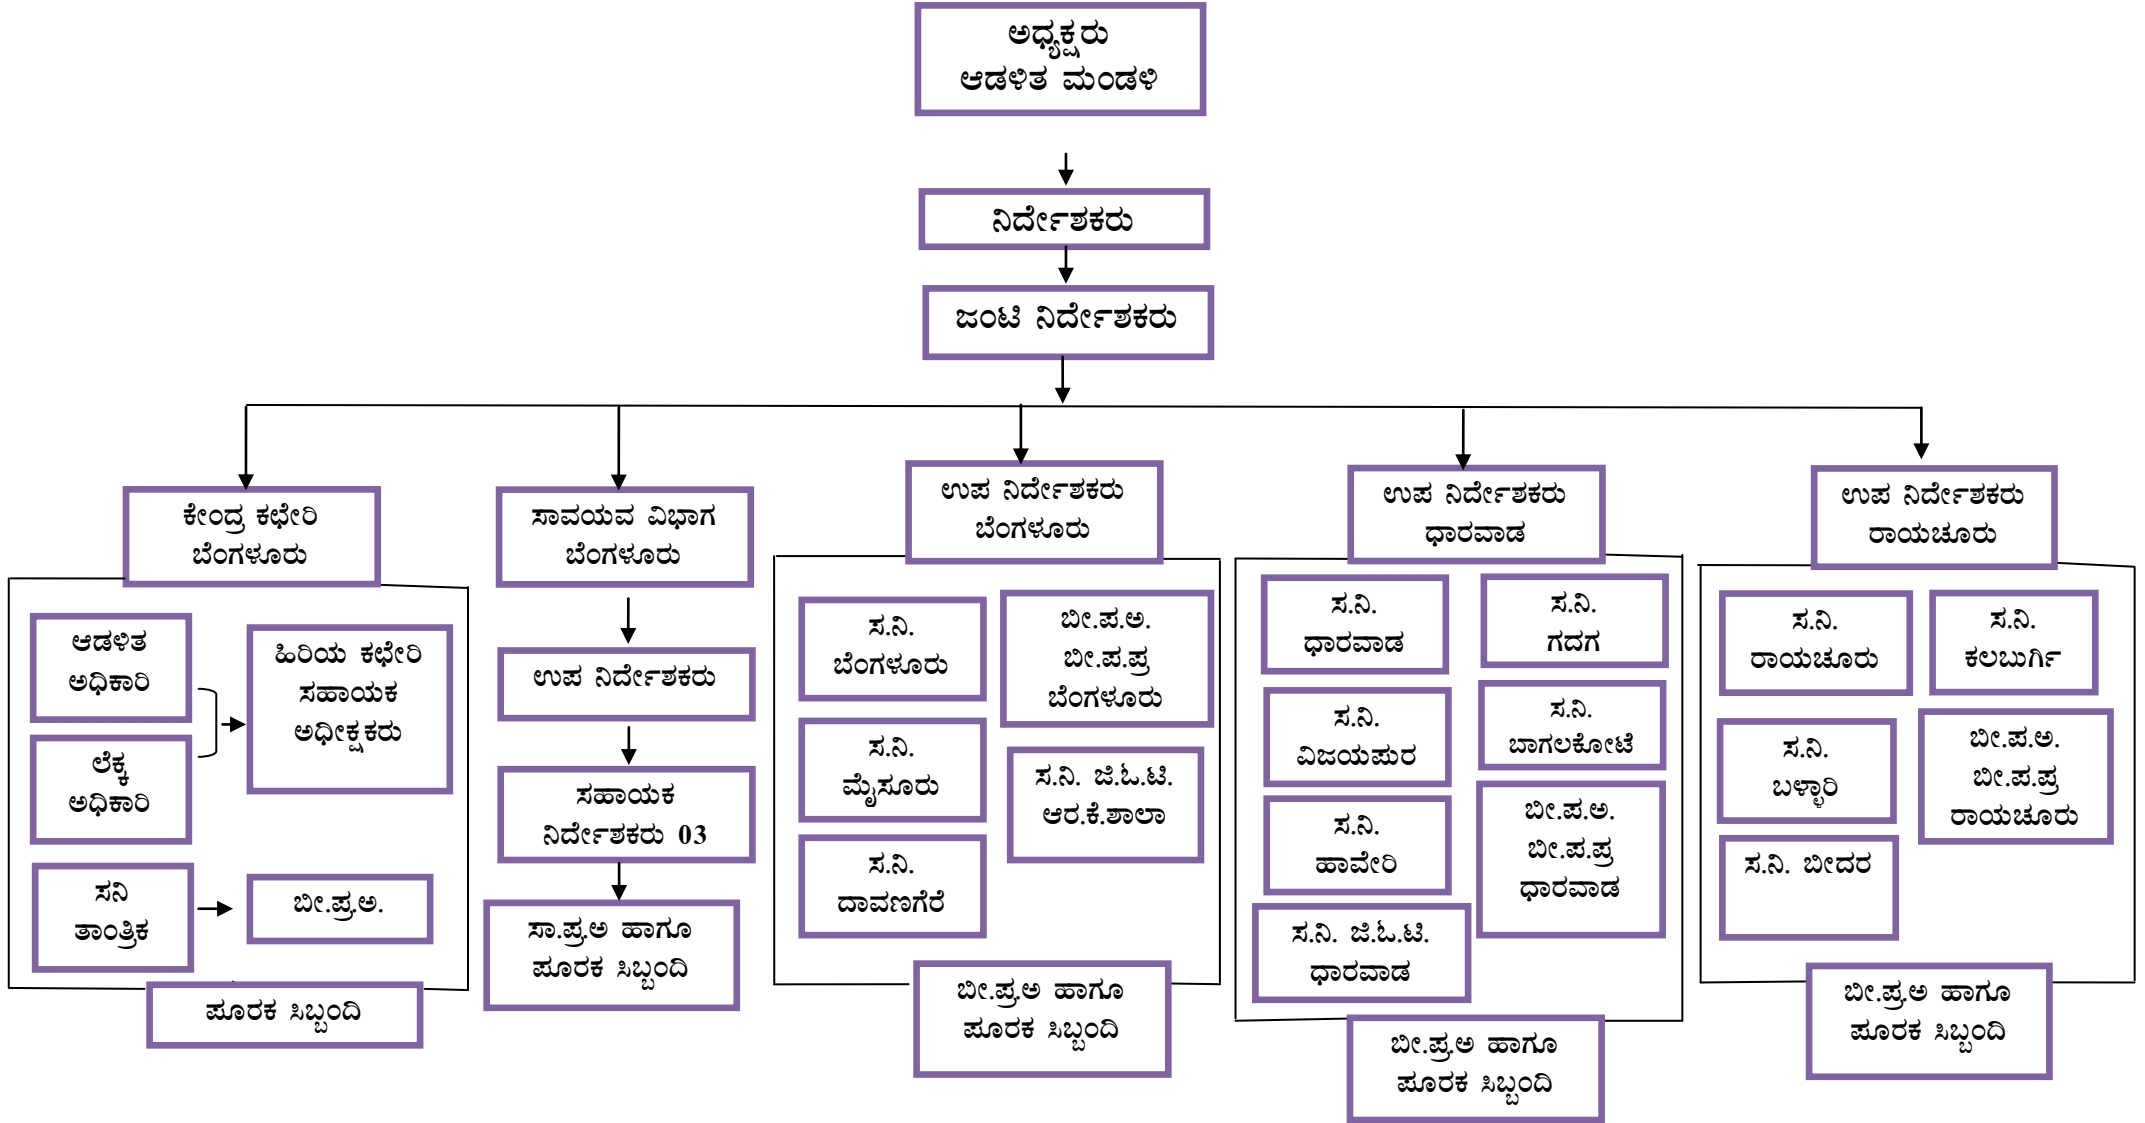 ಅಧ್ಯಕ್ಷರು
ಆಡಳಿತ ಮಂಡಳಿ
ನಿರ್ದೇಶಕರು
ಜಂಟಿ ನಿರ್ದೇಶಕರು
ಕೇಂದ್ರ ಕಛೇರಿ
ಬೆಂಗಳೂರು
ಆಡಳಿತ
ಅಧಿಕಾರಿ
ಹಿರಿಯ ಕಛೇರಿ
ಸಹಾಯಕ
ಅಧೀಕ್ಷಕರು
ಲೆಕ್ಕ
ಅಧಿಕಾರಿ
ಸನಿ
ತಾಂತ್ರಿಕ
ಬೀ.ಪ್ರ.ಅ.
ಪೂರಕ ಸಿಬ್ಬಂದಿ
ಸಾವಯವ ವಿಭಾಗ
ಬೆಂಗಳೂರು
ಉಪ ನಿರ್ದೇಶಕರು
ಸಹಾಯಕ
ನಿರ್ದೇಶಕರು 03
ಸಾ.ಪ್ರ.ಅ ಹಾಗೂ
ಪೂರಕ ಸಿಬ್ಬಂದಿ
ಉಪ ನಿರ್ದೇಶಕರು
ಬೆಂಗಳೂರು
ಸ.ನಿ.
ಬೆಂಗಳೂರು
ಬೀ.ಪ.ಅ.
ಬೀ.ಪ.ಪ್ರ
ಬೆಂಗಳೂರು
ಸ.ನಿ.
ಮೈಸೂರು
ಸ.ನಿ. ಜಿ.ಓ.ಟಿ.
ಆರ.ಕೆ.ಶಾಲಾ
ಸ.ನಿ.
ದಾವಣಗೆರೆ
ಬೀ.ಪ್ರ.ಅ ಹಾಗೂ
ಪೂರಕ ಸಿಬ್ಬಂದಿ
ಉಪ ನಿರ್ದೇಶಕರು
ಧಾರವಾಡ
ಸ.ನಿ.
ಧಾರವಾಡ
ಸ.ನಿ.
ಗದಗ
ಸ.ನಿ.
ವಿಜಯಪುರ
ಸ.ನಿ.
ಬಾಗಲಕೋಟೆ
ಸ.ನಿ.
ಹಾವೇರಿ
ಬೀ.ಪ.ಅ.
ಬೀ.ಪ.ಪ್ರ
ಧಾರವಾಡ
ಸ.ನಿ. ಜಿ.ಓ.ಟಿ.
ಧಾರವಾಡ
ಬೀ.ಪ್ರ.ಅ ಹಾಗೂ
ಪೂರಕ ಸಿಬ್ಬಂದಿ
ಉಪ ನಿರ್ದೇಶಕರು
ರಾಯಚೂರು
ಸ.ನಿ.
ರಾಯಚೂರು
ಸ.ನಿ.
ಕಲಬುರ್ಗಿ
ಸ.ನಿ.
ಬಳ್ಳಾರಿ
ಬೀ.ಪ.ಅ.
ಬೀ.ಪ.ಪ್ರ
ರಾಯಚೂರು
ಸ.ನಿ. ಬೀದರ
ಬೀ.ಪ್ರ.ಅ ಹಾಗೂ
ಪೂರಕ ಸಿಬ್ಬಂದಿ